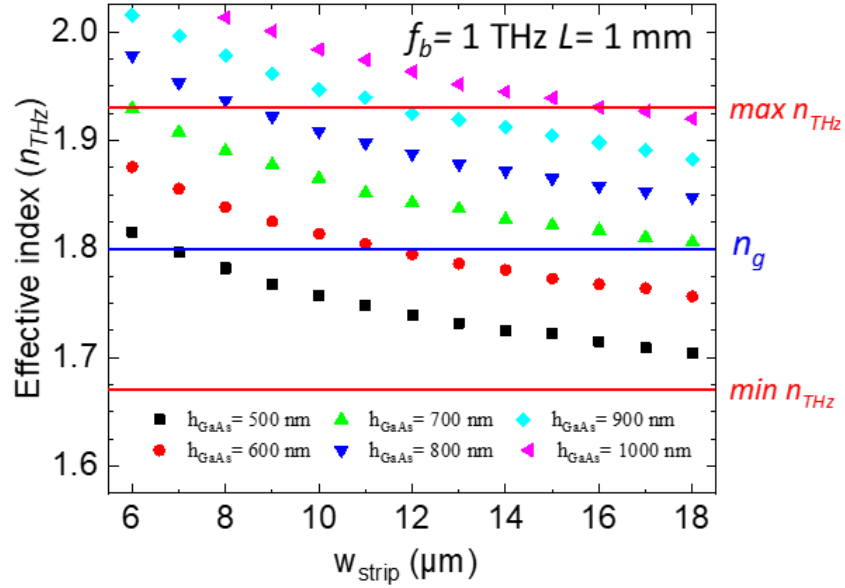 f_b= 1 THz L= 1 mm
2.0
1.9
1.8
1.7
1.6
Effective index (n_THz)
max n_THz
n_g
min n_THz
h_GaAs= 500 nm h_GaAs= 700 nm h_GaAs= 900 nm
h_GaAs= 600 nm h_GaAs= 800 nm h_GaAs= 1000 nm
6 8 10 12 14 16 18
w_strip (μm)